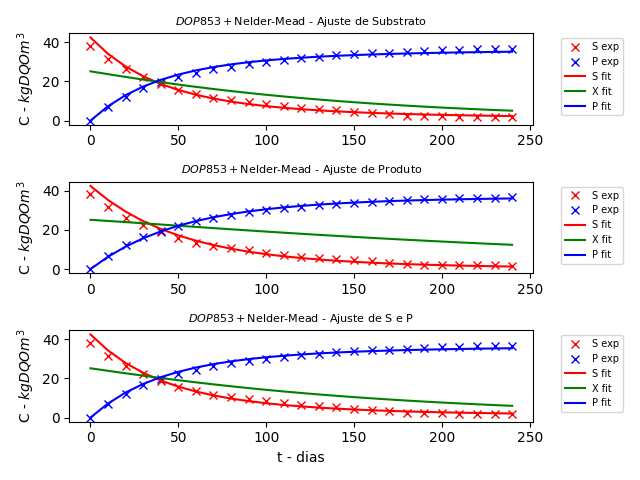 DOP853 + Nelder-Mead - Ajuste de Substrato
C - kgDQOm³
40
20
0
0 50 100 150 200 250
S exp
P exp
S fit
X fit
P fit
DOP853 + Nelder-Mead - Ajuste de Produto
C - kgDQOm³
40
20
0
0 50 100 150 200 250
S exp
P exp
S fit
X fit
P fit
DOP853 + Nelder-Mead - Ajuste de S e P
C - kgDQOm³
40
20
0
0 50 100 150 200 250
t - dias
S exp
P exp
S fit
X fit
P fit